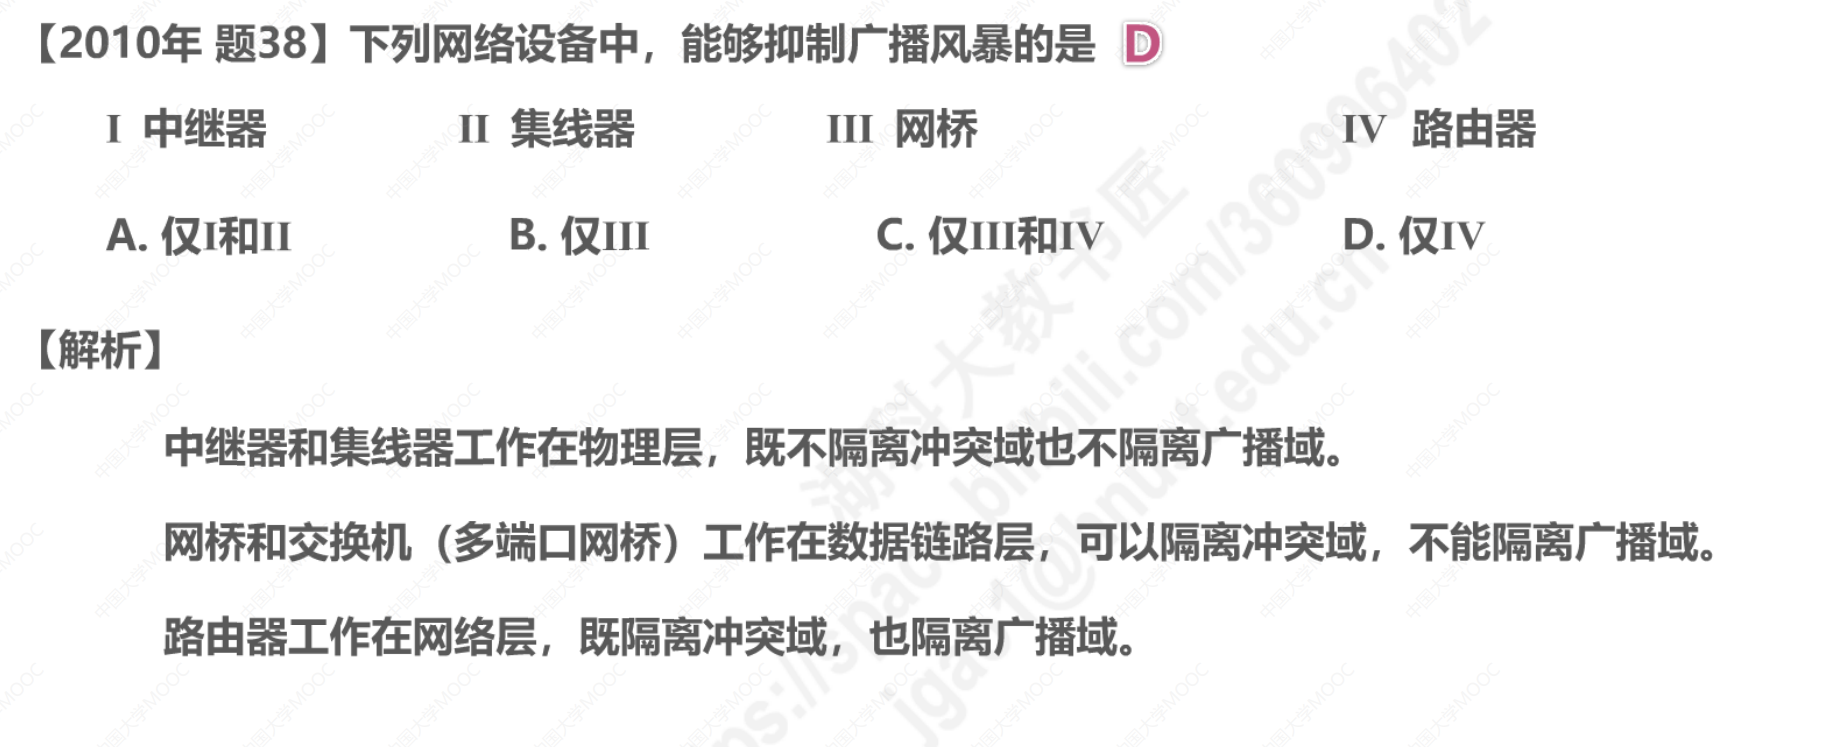 【2010年 题38】下列网络设备中，能够抑制广播风暴的是 D
I 中继器 II 集线器 III 网桥 IV 路由器
A. 仅I和II B. 仅III C. 仅III和IV D. 仅IV
【解析】
中继器和集线器工作在物理层，既不隔离冲突域也不隔离广播域。
网桥和交换机（多端口网桥）工作在数据链路层，可以隔离冲突域，不能隔离广播域。
路由器工作在网络层，既隔离冲突域，也隔离广播域。
湖科大教书匠
bilibili.com/360996402
中国大学MOOC